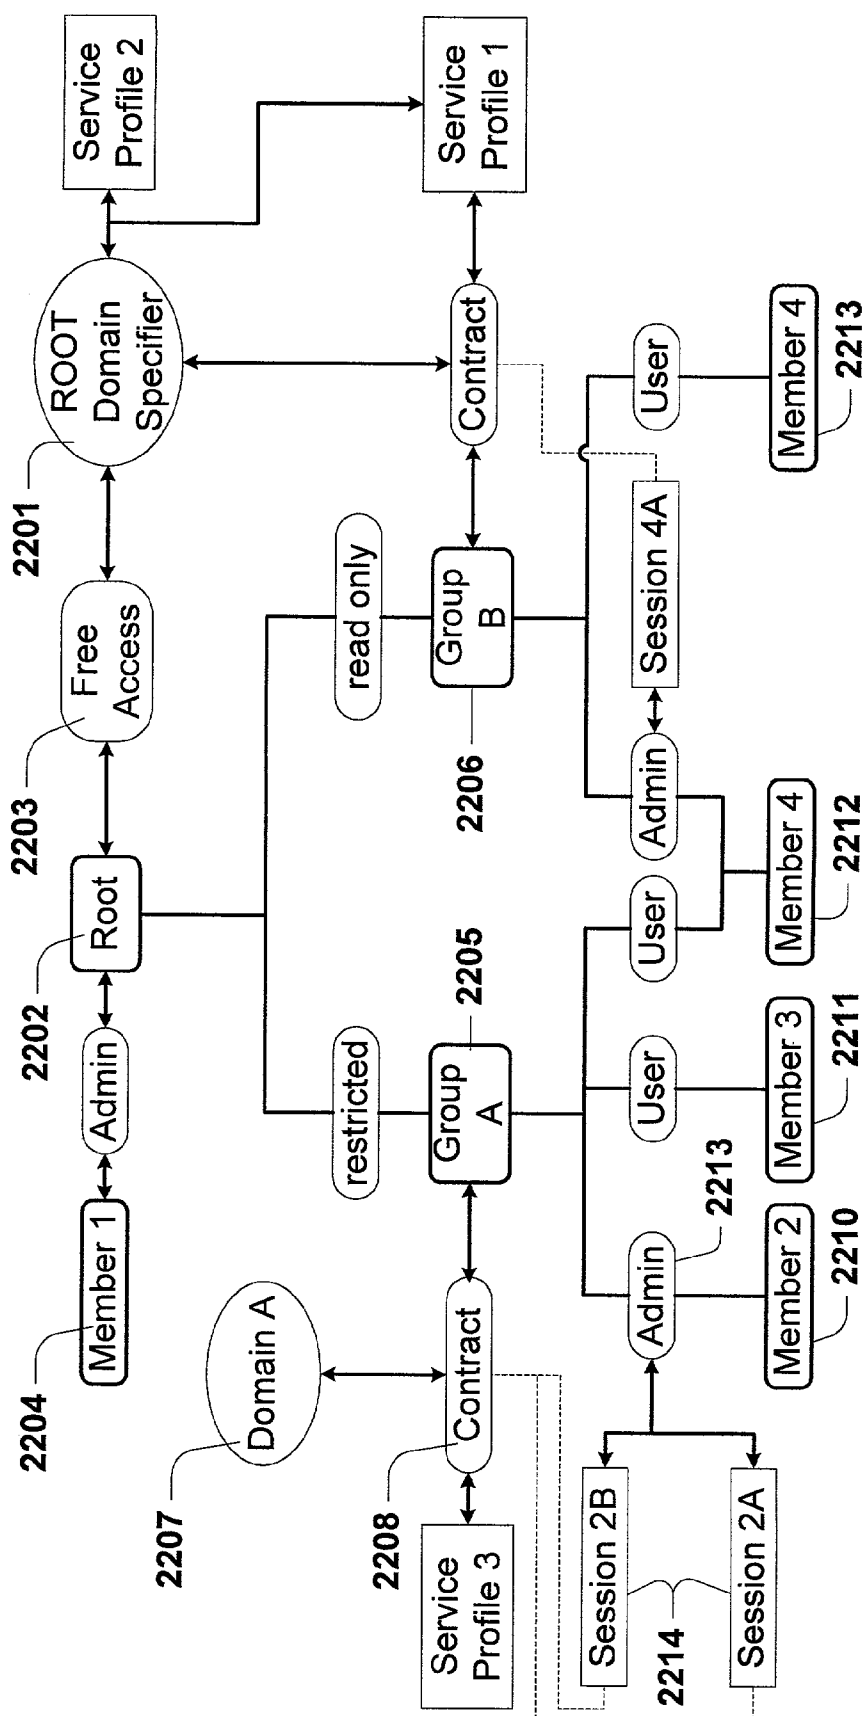 Service
Profile 2
ROOT
Domain
Specifier
2201
Free
Access
2203
Root
2202
Admin
Member 1
2204
Service
Profile 1
Contract
read only
Group
B
2206
restricted
Group
A
2205
Domain A
2207
Contract
2208
Service
Profile 3
User
Member 4
2213
Session 4A
Admin
User
Member 4
2212
User
Member 3
2211
Admin
2213
Member 2
2210
Session 2B
Session 2A
2214